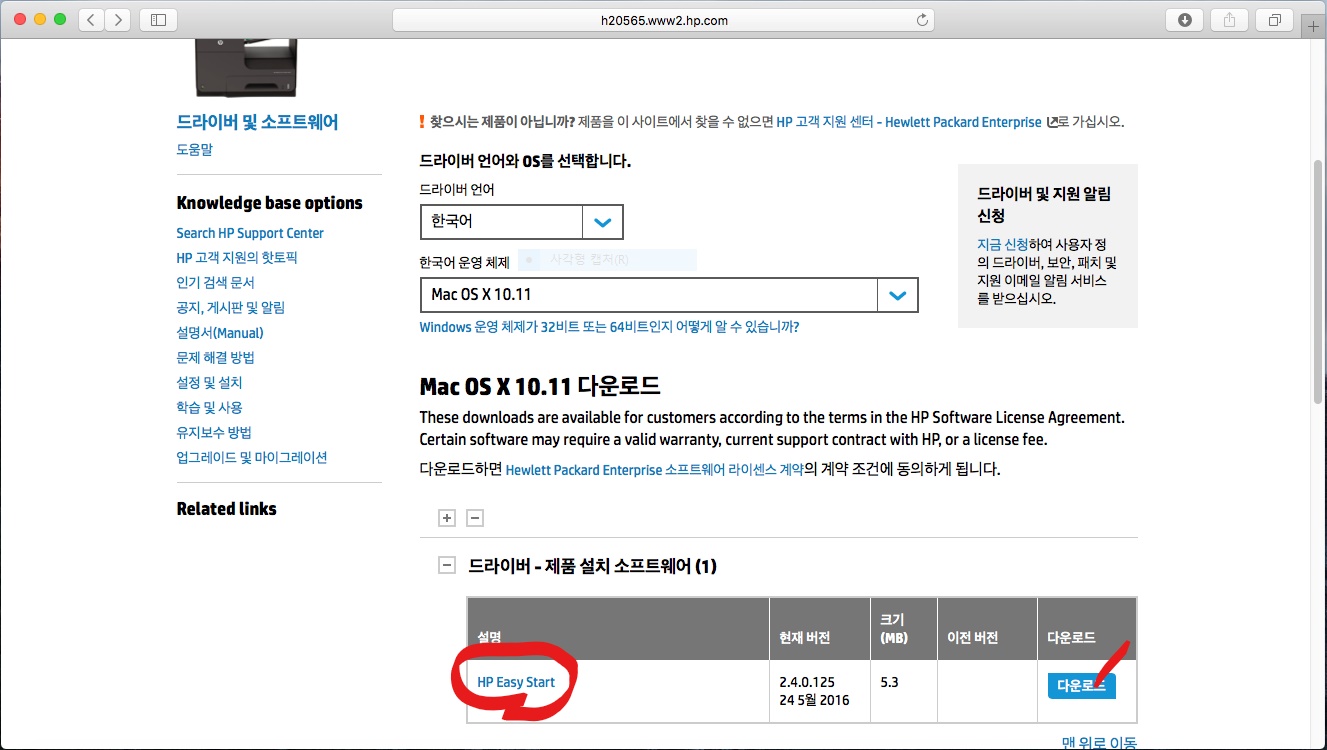 h20565.www2.hp.com
드라이버 및 소프트웨어
도움말
Knowledge base options
Search HP Support Center
HP 고객 지원의 핫토픽
인기 검색 문서
공지, 게시판 및 알림
설명서(Manual)
문제 해결 방법
설정 및 설치
학습 및 사용
유지보수 방법
업그레이드 및 마이그레이션
Related links
! 찾으시는 제품이 아닙니까? 제품을 이 사이트에서 찾을 수 없으면 HP 고객 지원 센터 - Hewlett Packard Enterprise 로 가십시오.
드라이버 언어와 OS를 선택합니다.
드라이버 언어
한국어
한국어 운영 체제
사각형 캡처(R)
Mac OS X 10.11
Windows 운영 체제가 32비트 또는 64비트인지 어떻게 알 수 있습니까?
드라이버 및 지원 알림
신청
지금 신청하여 사용자 정
의 드라이버, 보안, 패치 및
지원 이메일 알림 서비스
를 받으십시오.
Mac OS X 10.11 다운로드
These downloads are available for customers according to the terms in the HP Software License Agreement.
Certain software may require a valid warranty, current support contract with HP, or a license fee.
다운로드하면 Hewlett Packard Enterprise 소프트웨어 라이센스 계약의 계약 조건에 동의하게 됩니다.
드라이버 - 제품 설치 소프트웨어 (1)
설명 현재 버전 크기 (MB) 이전 버전 다운로드
HP Easy Start 2.4.0.125 5.3 다운로드
24 5월 2016
맨 위로 이동